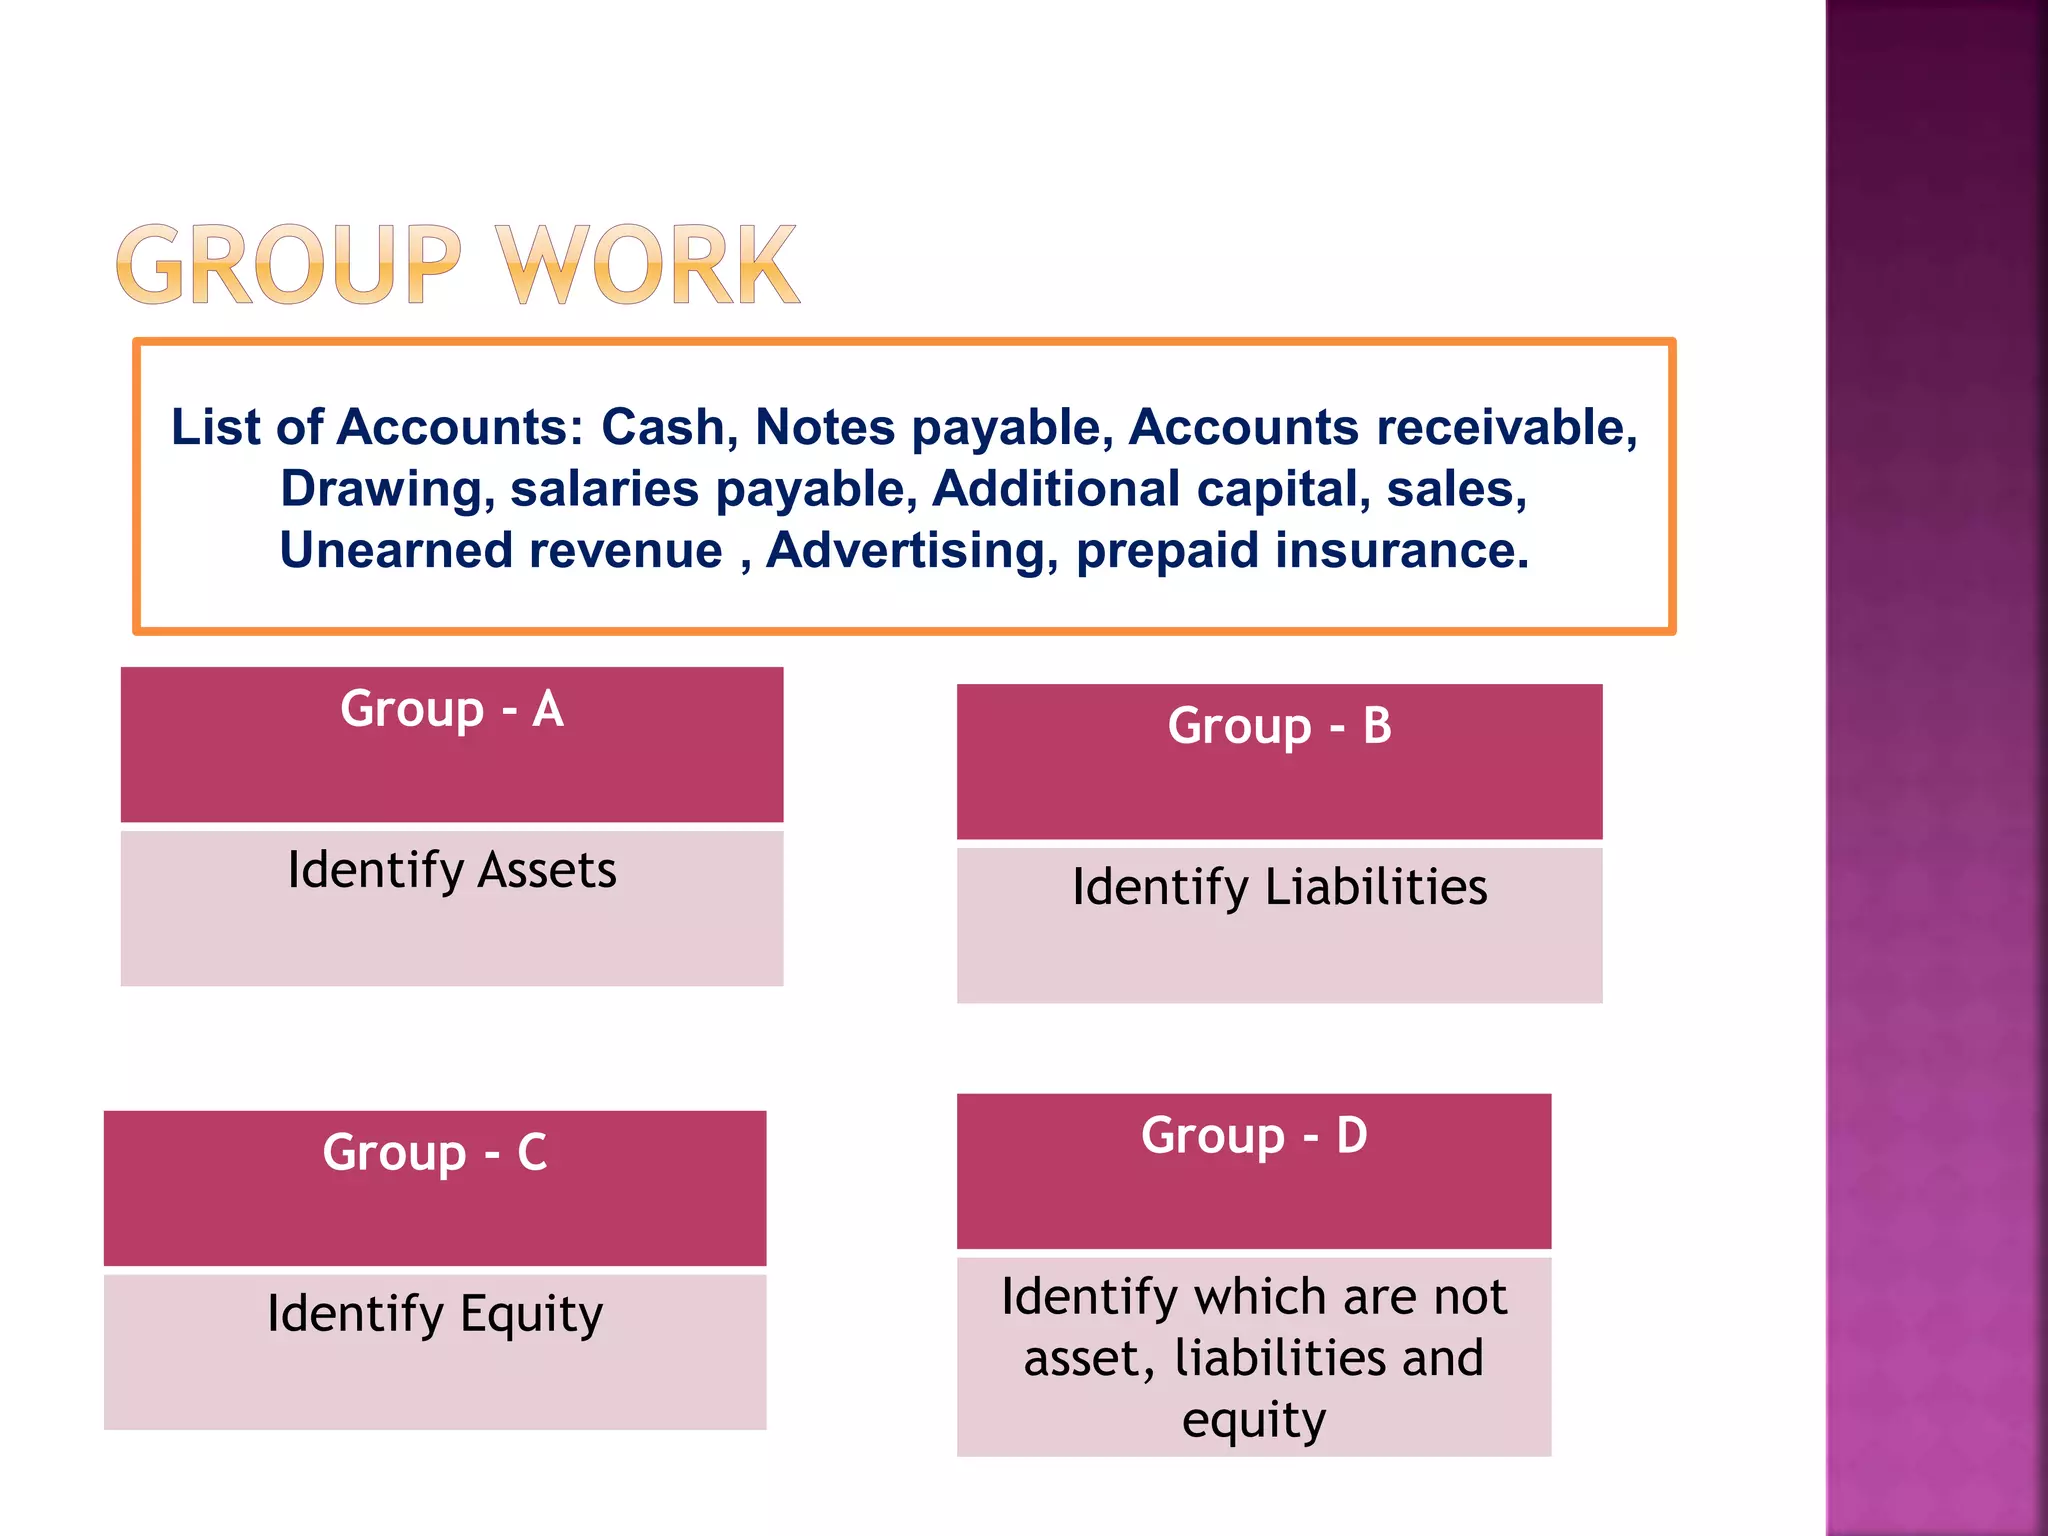 GROUP WORK
List of Accounts: Cash, Notes payable, Accounts receivable,
Drawing, salaries payable, Additional capital, sales,
Unearned revenue , Advertising, prepaid insurance.
Group - A
Identify Assets
Group - B
Identify Liabilities
Group - C
Identify Equity
Group - D
Identify which are not
asset, liabilities and
equity